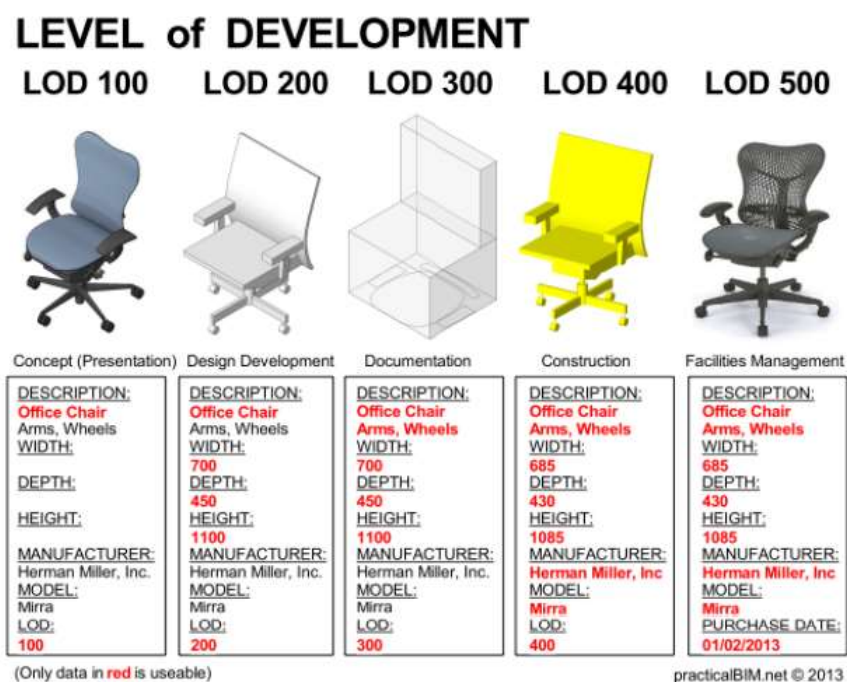 LEVEL of DEVELOPMENT
LOD 100 LOD 200 LOD 300 LOD 400 LOD 500
Concept (Presentation) Design Development Documentation Construction Facilities Management
DESCRIPTION:
Office Chair
Arms, Wheels
WIDTH:
DEPTH:
HEIGHT:
MANUFACTURER:
Herman Miller, Inc.
MODEL:
Mirra
LOD:
100
DESCRIPTION:
Office Chair
Arms, Wheels
WIDTH:
700
DEPTH:
450
HEIGHT:
1100
MANUFACTURER:
Herman Miller, Inc.
MODEL:
Mirra
LOD:
200
DESCRIPTION:
Office Chair
Arms, Wheels
WIDTH:
700
DEPTH:
450
HEIGHT:
1100
MANUFACTURER:
Herman Miller, Inc.
MODEL:
Mirra
LOD:
300
DESCRIPTION:
Office Chair
Arms, Wheels
WIDTH:
685
DEPTH:
430
HEIGHT:
1085
MANUFACTURER:
Herman Miller, Inc
MODEL:
Mirra
LOD:
400
DESCRIPTION:
Office Chair
Arms, Wheels
WIDTH:
685
DEPTH:
430
HEIGHT:
1085
MANUFACTURER:
Herman Miller, Inc
MODEL:
Mirra
PURCHASE DATE:
01/02/2013
(Only data in red is useable)
practicalBIM.net © 2013